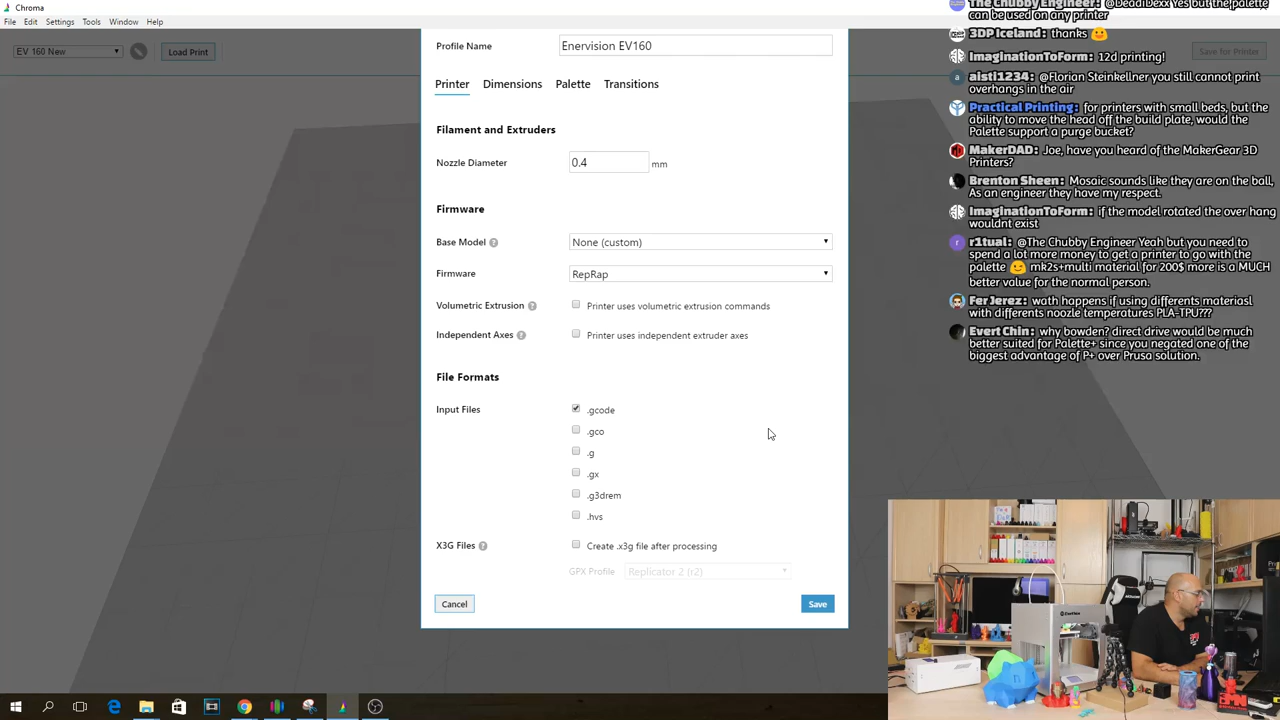 Chroma
File Edit Settings Tools Window Help
EV 160 New
Load Print
Save for Printer
Profile Name
Enervision EV160
Printer Dimensions Palette Transitions
Filament and Extruders
Nozzle Diameter
0.4
mm
Firmware
Base Model ?
None (custom)
Firmware
RepRap
Volumetric Extrusion ?
Printer uses volumetric extrusion commands
Independent Axes ?
Printer uses independent extruder axes
File Formats
Input Files
.gcode
.gco
.g
.gx
.g3drem
.hvs
X3G Files ?
Create .x3g file after processing
GPX Profile
Replicator 2 (r2)
Cancel
Save
The Chubby Engineer: @DeadlDexx Yes but the palette
can be used on any printer
3DP Iceland: thanks
ImaginationToForm: 12d printing!
aisti1234: @Florian Steinkellner you still cannot print
overhangs in the air
Practical Printing: for printers with small beds, but the
ability to move the head off the build plate, would the
Palette support a purge bucket?
MakerDAD: Joe, have you heard of the MakerGear 3D
Printers?
Brenton Sheen: Mosaic sounds like they are on the ball,
As an engineer they have my respect.
ImaginationToForm: if the model rotated the over hang
wouldnt exist
r1tual: @The Chubby Engineer Yeah but you need to
spend a lot more money to get a printer to go with the
palette mk2s+multi material for 200$ more is a MUCH
better value for the normal person.
Fer Jerez: wath happens if using differents materiasl
with differents noozle temperatures PLA-TPU???
Evert Chin: why bowden? direct drive would be much
better suited for Palette+ since you negated one of the
biggest advantage of P+ over Prusa solution.